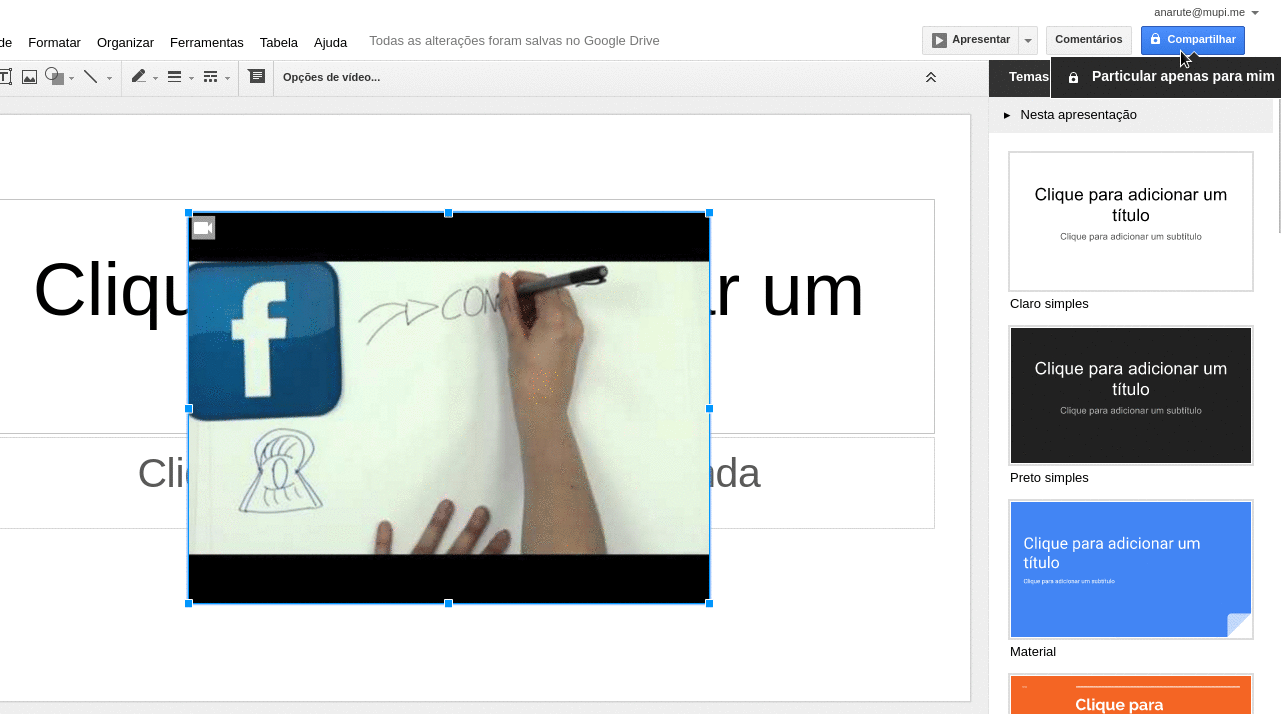 anarute@mupi.me
de Formatar Organizar Ferramentas Tabela Ajuda Todas as alterações foram salvas no Google Drive Apresentar Comentários Compartilhar
Opções de vídeo...
Temas Particular apenas para mim
Nesta apresentação
Clique para adicionar um
título
Clique para adicionar um subtítulo
Claro simples
Clique para adicionar um
título
Clique para adicionar um subtítulo
Preto simples
Clique para adicionar um
título
Clique para adicionar um subtítulo
Material
Clique para
Cliqu r um
CON
Cli nda